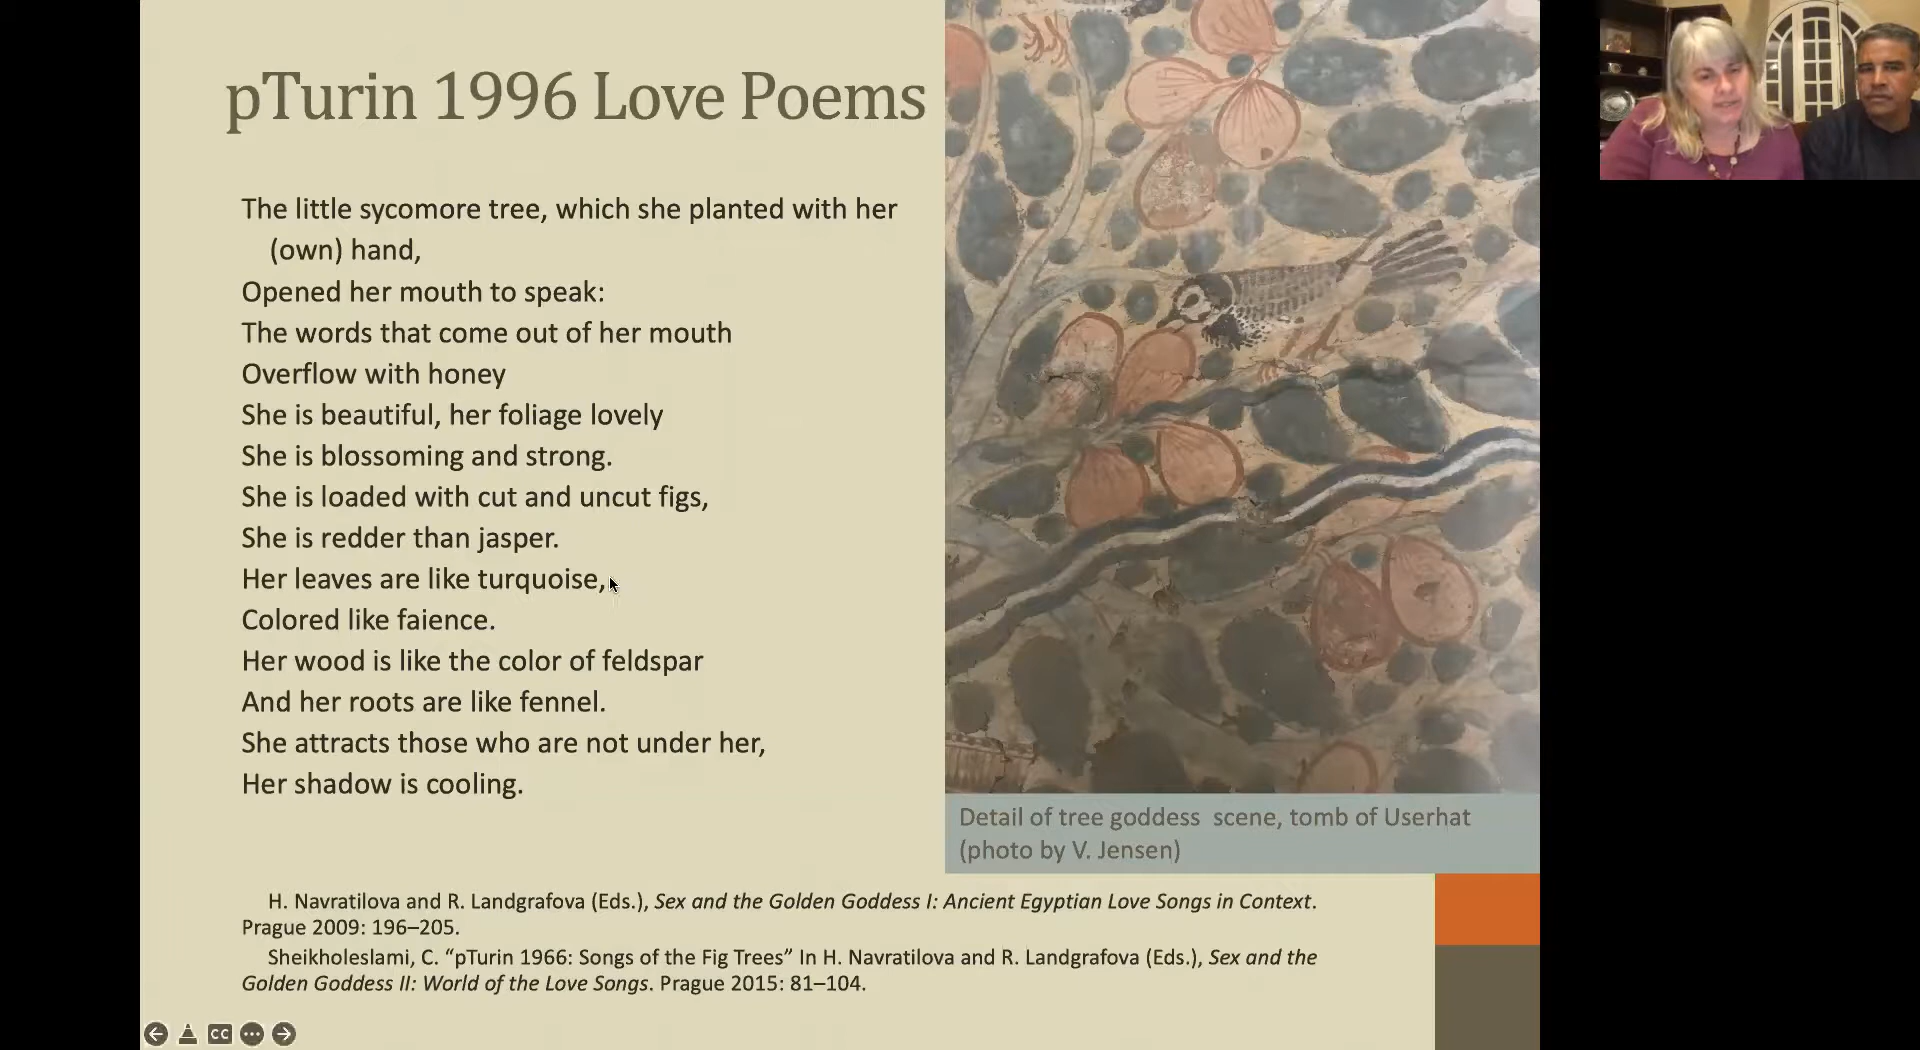 pTurin 1996 Love Poems
The little sycomore tree, which she planted with her
(own) hand,
Opened her mouth to speak:
The words that come out of her mouth
Overflow with honey
She is beautiful, her foliage lovely
She is blossoming and strong.
She is loaded with cut and uncut figs,
She is redder than jasper.
Her leaves are like turquoise,
Colored like faience.
Her wood is like the color of feldspar
And her roots are like fennel.
She attracts those who are not under her,
Her shadow is cooling.
Detail of tree goddess scene, tomb of Userhat
(photo by V. Jensen)
H. Navratilova and R. Landgrafova (Eds.), Sex and the Golden Goddess I: Ancient Egyptian Love Songs in Context.
Prague 2009: 196–205.
Sheikholeslami, C. “pTurin 1966: Songs of the Fig Trees” In H. Navratilova and R. Landgrafova (Eds.), Sex and the
Golden Goddess II: World of the Love Songs. Prague 2015: 81–104.
CC